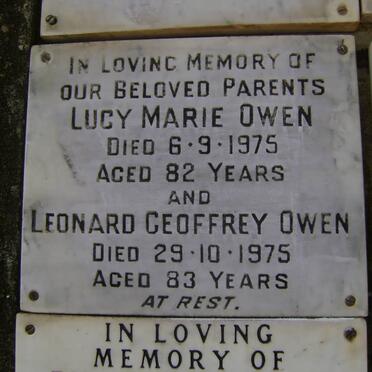 IN LOVING MEMORY OF
OUR BELOVED PARENTS
LUCY MARIE OWEN
DIED 6·9·1975
AGED 82 YEARS
AND
LEONARD GEOFFREY OWEN
DIED 29·10·1975
AGED 83 YEARS
AT REST.
IN LOVING
MEMORY OF